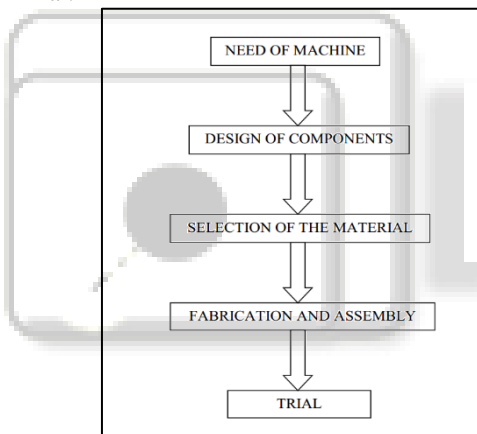 NEED OF MACHINE
DESIGN OF COMPONENTS
SELECTION OF THE MATERIAL
FABRICATION AND ASSEMBLY
TRIAL